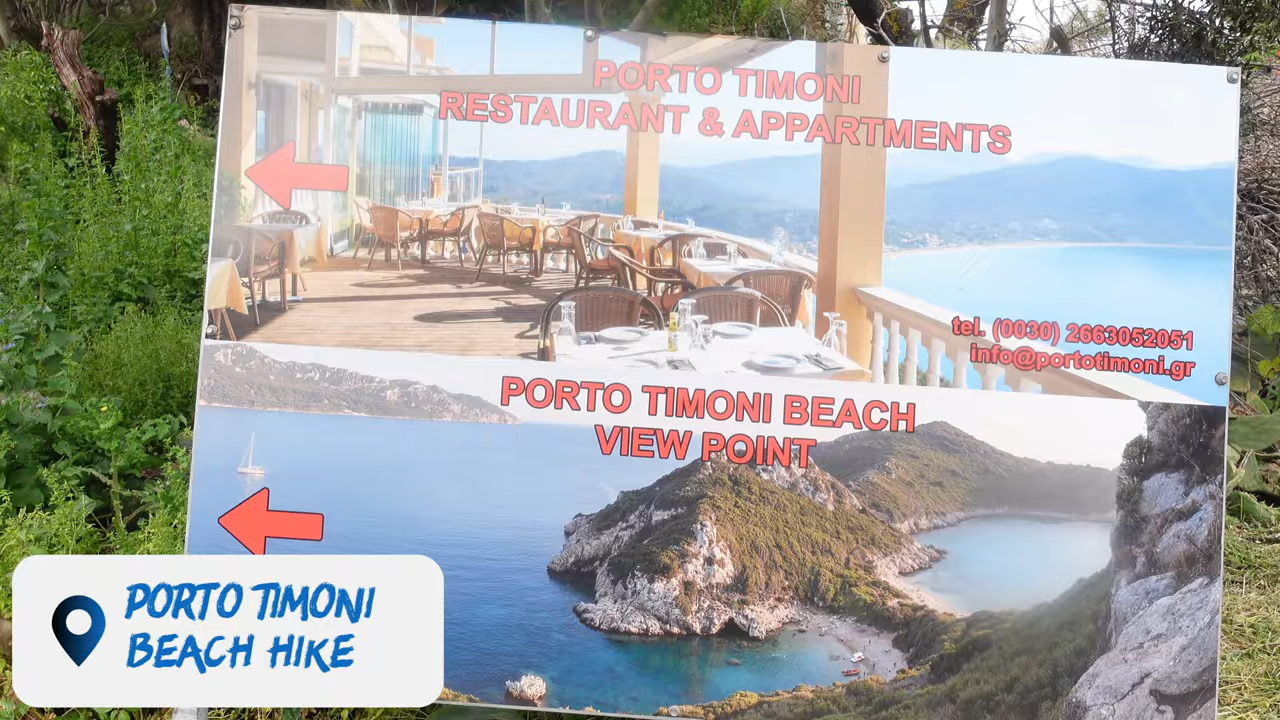 PORTO TIMONI
RESTAURANT & APPARTMENTS
tel. (0030) 2663052051
info@portotimoni.gr
PORTO TIMONI BEACH
VIEW POINT
PORTO TIMONI
BEACH HIKE